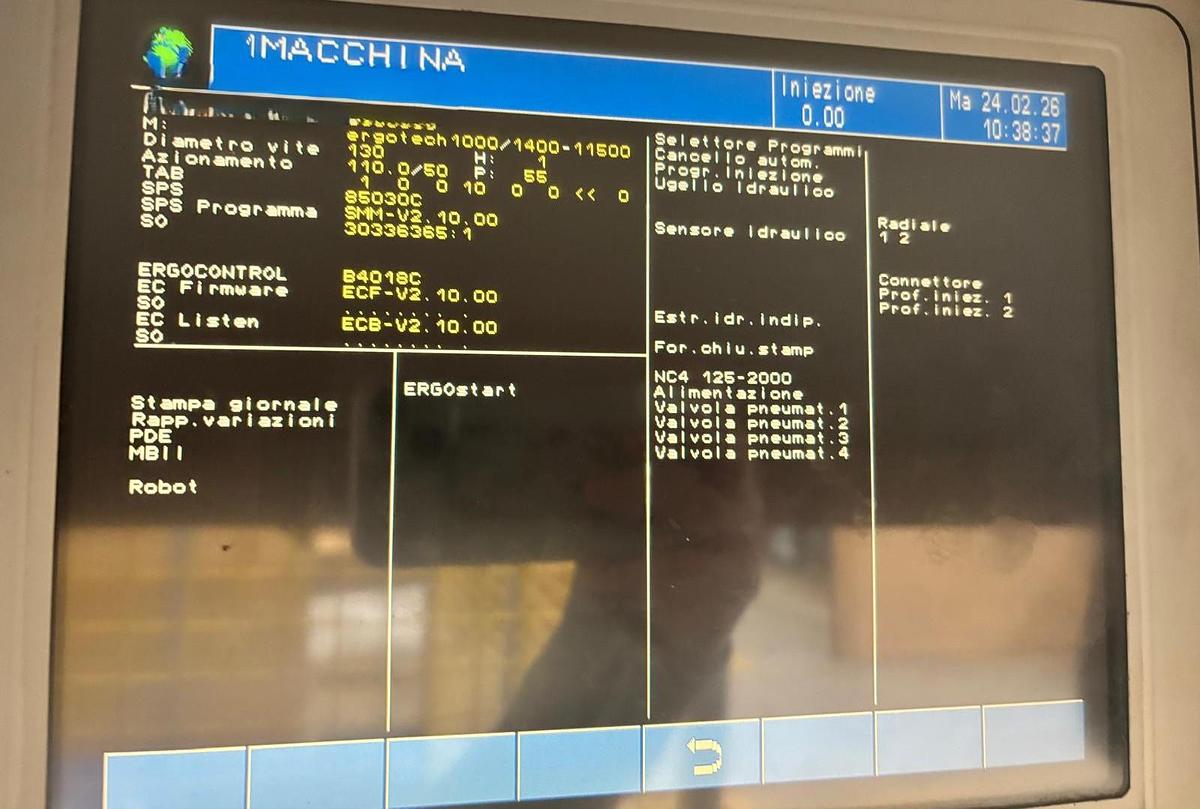 1MACCHINA
Iniezione
0.00
Ma 24.02.26
10:38:37
M: ergotech 1000/1400-11500
Diametro vite 130 H: 1
Azionamento 110.0/50 P: 55
TAB 1 0 0 10 0 0 << 0
SPS 85030C
SPS Programma SMM-V2.10.00
SO 30336365:1
ERGOCONTROL B4018C
EC Firmware ECF-V2.10.00
SO ........
EC Listen ECB-V2.10.00
SO ........
Stampa giornale
Rapp.variazioni
PDE
MBII
Robot
ERGOstart
Selettore Programmi
Cancello autom.
Progr.Iniezione
Ugello idraulico
Sensore idraulico
Estr.idr.indip.
For.chiu.stamp
NC4 125-2000
Alimentazione
Valvola pneumat.1
Valvola pneumat.2
Valvola pneumat.3
Valvola pneumat.4
Radiale
1 2
Connettore
Prof.iniez. 1
Prof.iniez. 2